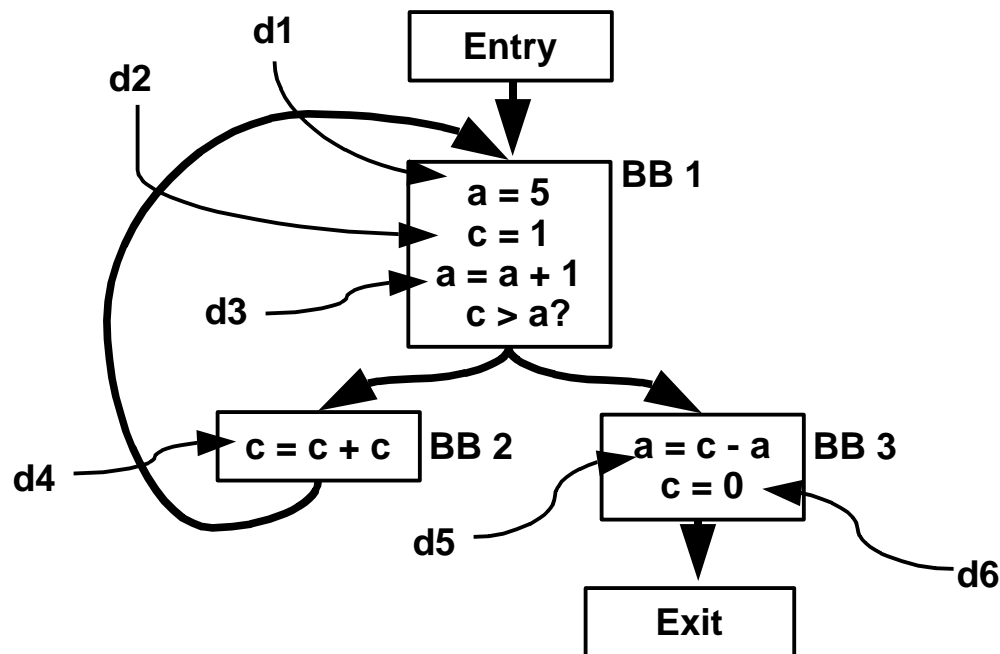 d1
Entry
d2
BB 1
a = 5
c = 1
a = a + 1
d3
c > a?
c = c + c
BB 2
a = c - a
BB 3
d4
c = 0
d5
d6
Exit